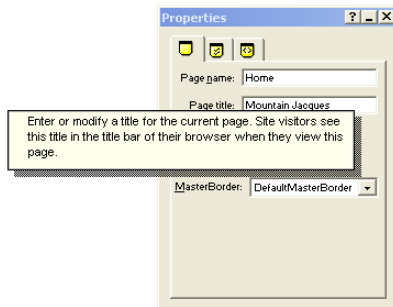 Properties
Page name: Home
Page title: Mountain Jacques
Enter or modify a title for the current page. Site visitors see
this title in the title bar of their browser when they view this
page.
MasterBorder: DefaultMasterBorder